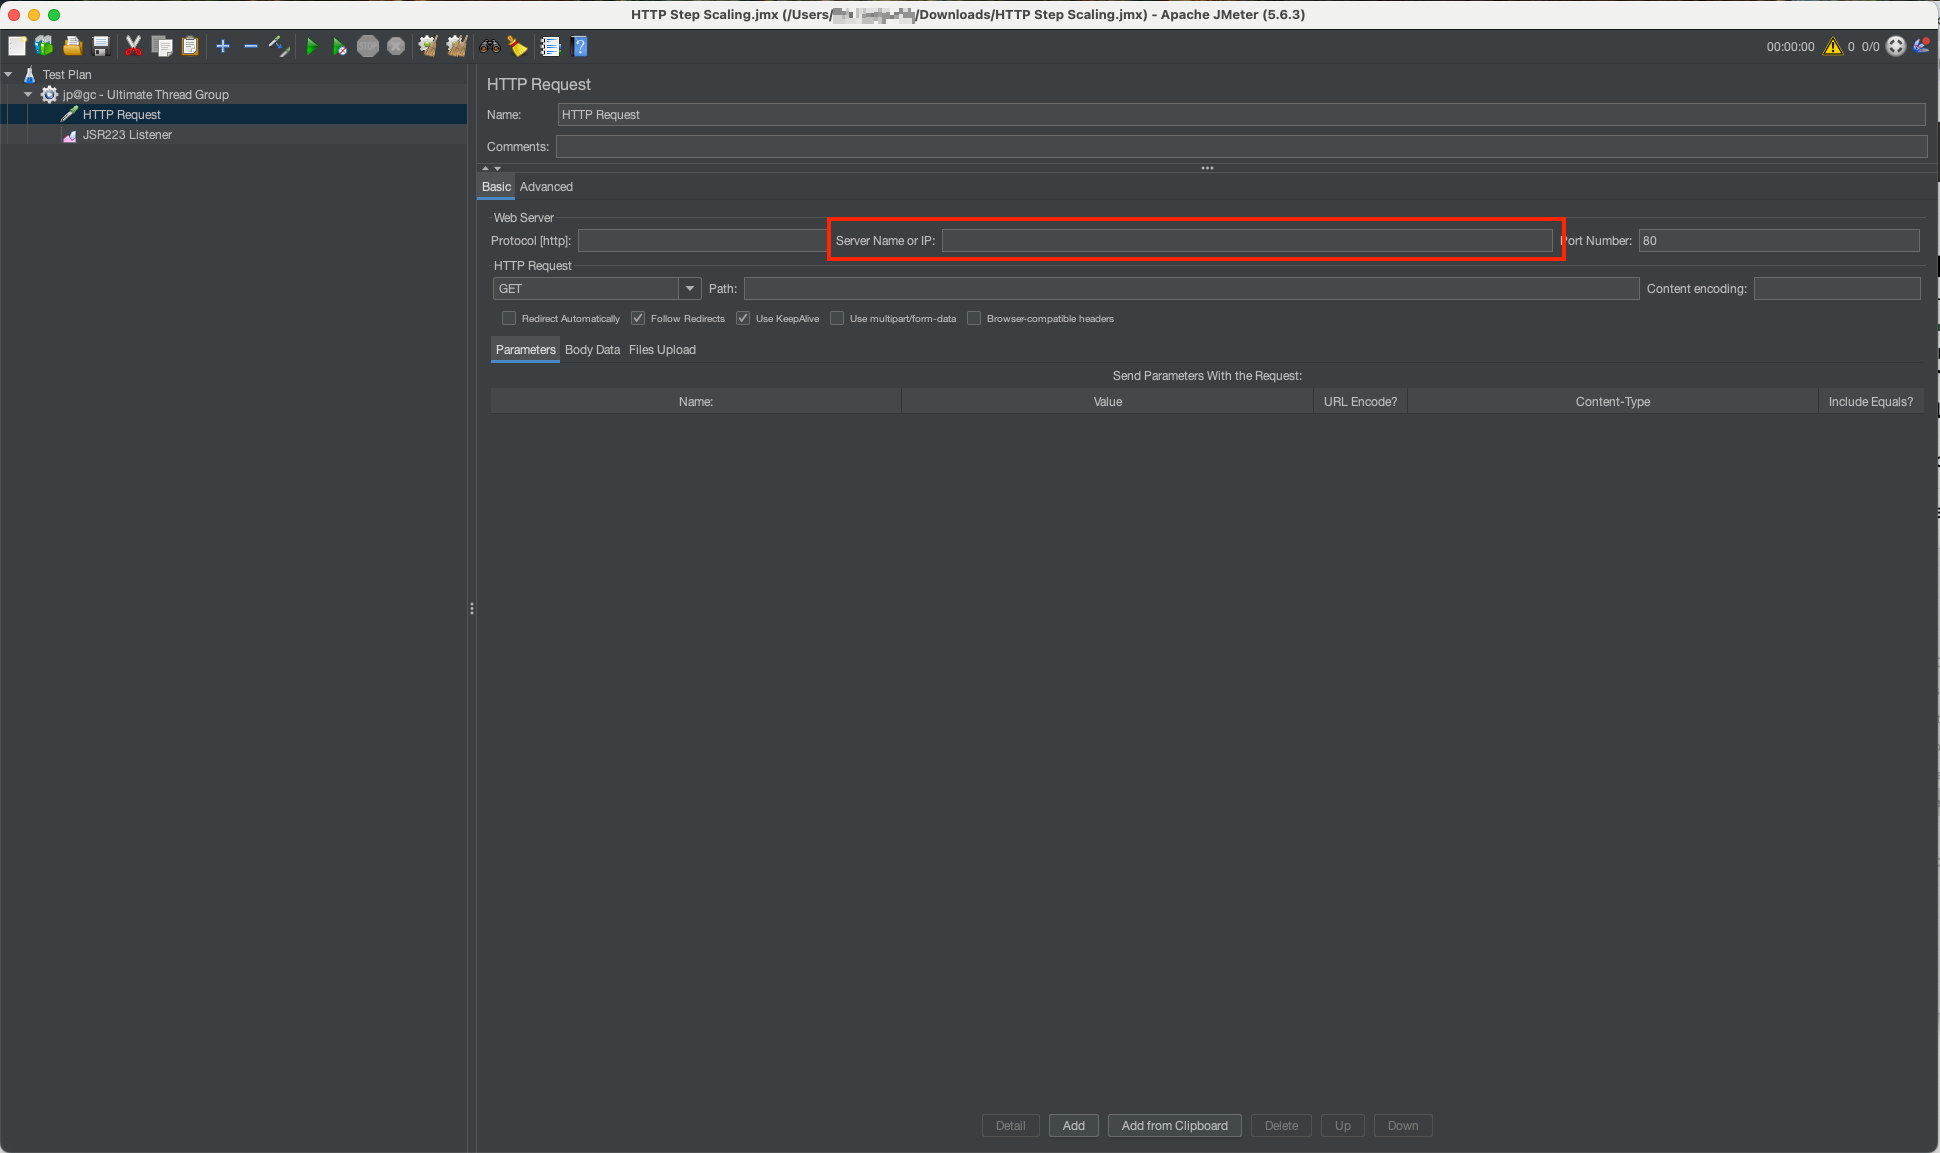 HTTP Step Scaling.jmx (/Users/ /Downloads/HTTP Step Scaling.jmx) - Apache JMeter (5.6.3)
STOP ? 00:00:00 0 0/0
Test Plan
jp@gc - Ultimate Thread Group
HTTP Request
JSR223 Listener
HTTP Request
Name: HTTP Request
Comments:
Basic Advanced
Web Server
Protocol [http]: Server Name or IP: Port Number: 80
HTTP Request
GET Path: Content encoding:
Redirect Automatically Follow Redirects Use KeepAlive Use multipart/form-data Browser-compatible headers
Parameters Body Data Files Upload
Send Parameters With the Request:
Name: Value URL Encode? Content-Type Include Equals?
Detail Add Add from Clipboard Delete Up Down